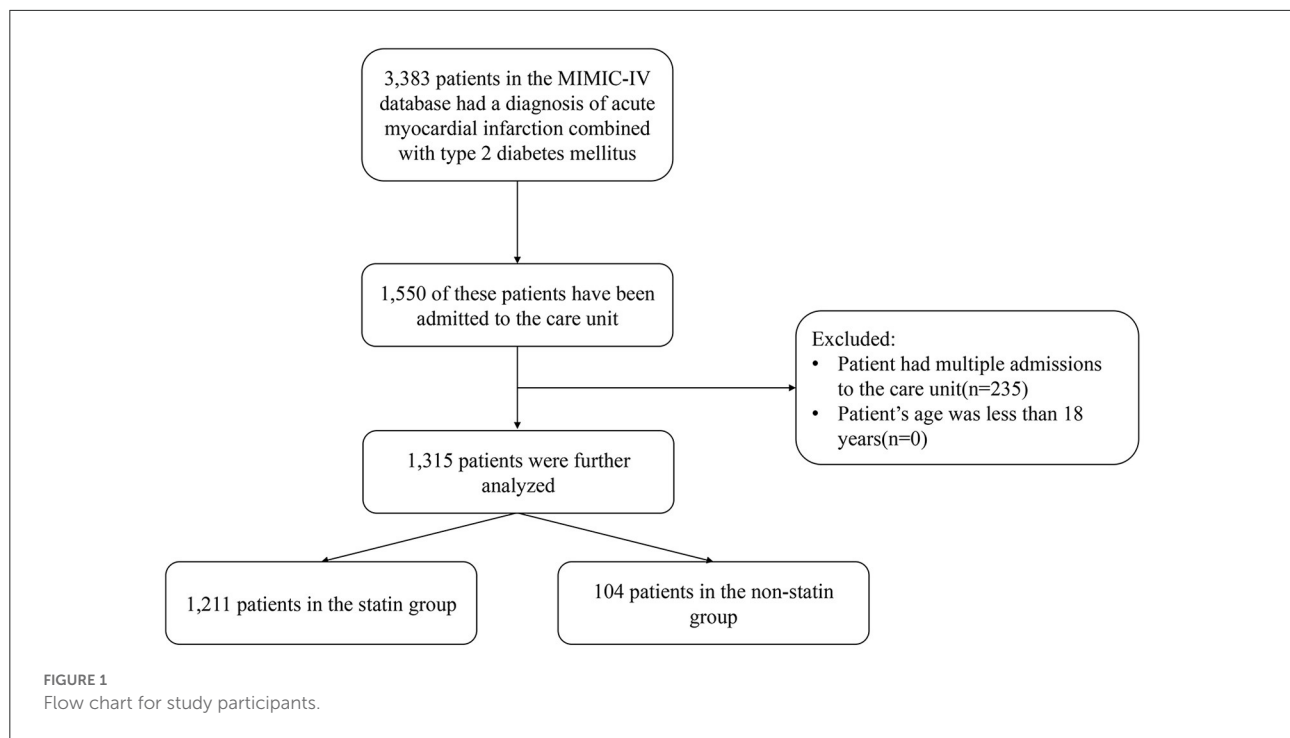 3,383 patients in the MIMIC-IV
database had a diagnosis of acute
myocardial infarction combined
with type 2 diabetes mellitus
1,550 of these patients have been
admitted to the care unit
Excluded:
• Patient had multiple admissions
to the care unit(n=235)
• Patient's age was less than 18
years(n=0)
1,315 patients were further
analyzed
1,211 patients in the statin group
104 patients in the non-statin
group
FIGURE 1
Flow chart for study participants.